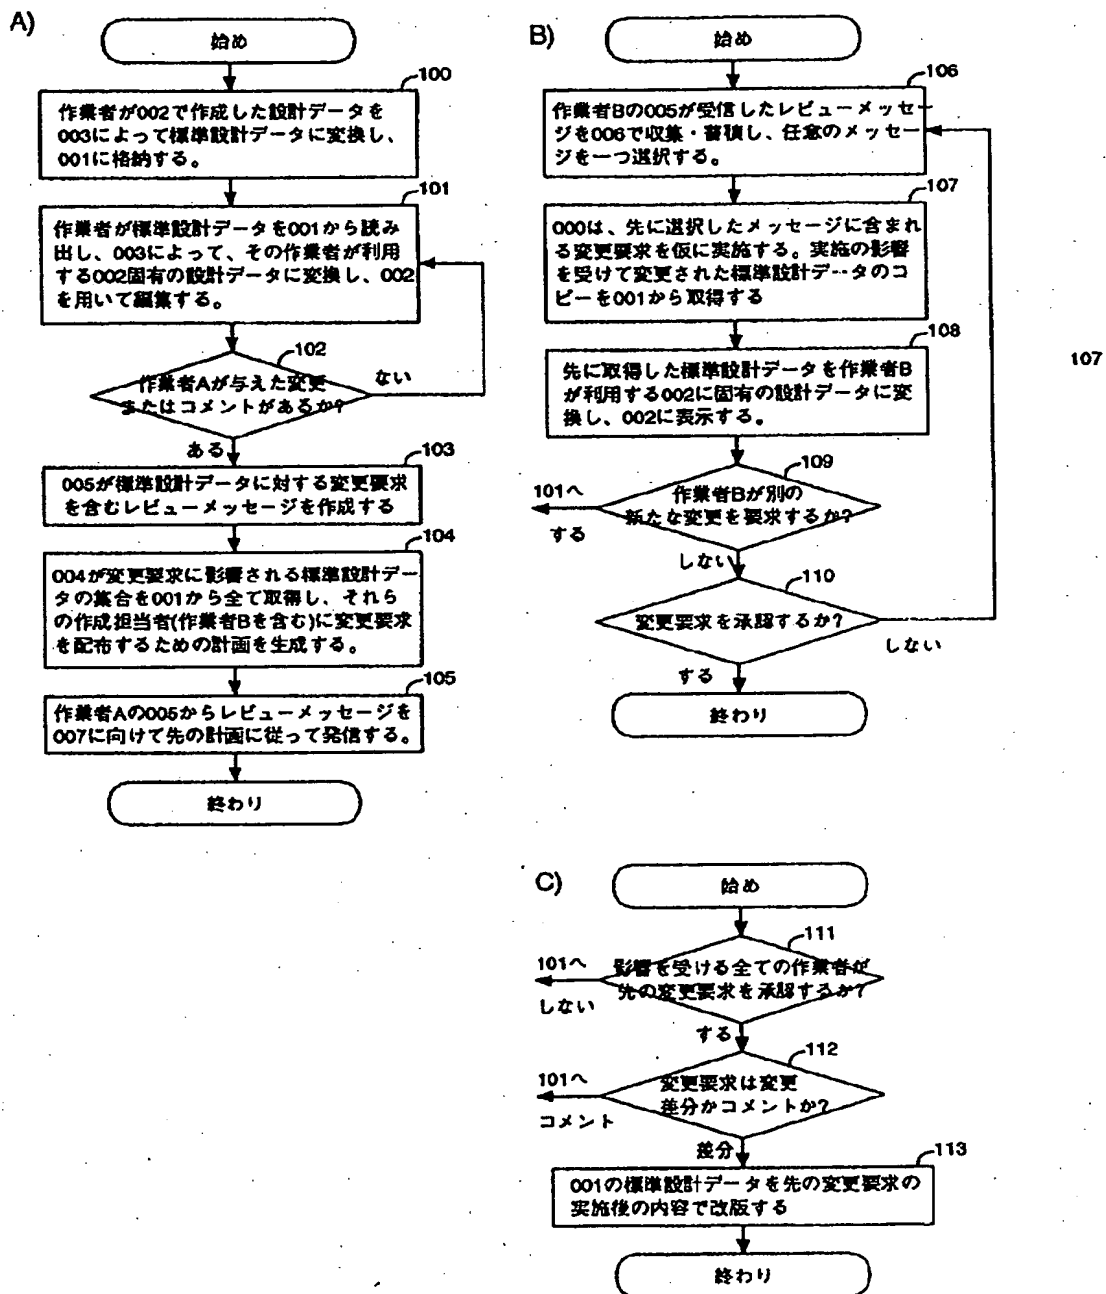 A)
始め
100
作業者が002で作成した設計データを
003によって標準設計データに変換し、
001に格納する。
101
作業者が標準設計データを001から読み
出し、003によって、その作業者が利用
する002固有の設計データに変換し、002
を用いて編集する。
102
作業者Aが与えた変更
またはコメントがあるか?
ない
ある
103
005が標準設計データに対する変更要求
を含むレビューメッセージを作成する
104
004が変更要求に影響される標準設計デー
タの集合を001から全て取得し、それら
の作成担当者(作業者Bを含む)に変更要求
を配布するための計画を生成する。
105
作業者Aの005からレビューメッセージを
007に向けて先の計画に従って発信する。
終わり
B)
始め
106
作業者Bの005が受信したレビューメッセー
ジを006で収集・蓄積し、任意のメッセー
ジを一つ選択する。
107
000は、先に選択したメッセージに含まれ
る変更要求を仮に実施する。実施の影響
を受けて変更された標準設計データのコ
ピーを001から取得する
108
先に取得した標準設計データを作業者B
が利用する002に固有の設計データに変
換し、002に表示する。
109
作業者Bが別の
新たな変更を要求するか?
101へ
する
しない
110
変更要求を承認するか?
しない
する
終わり
107
C)
始め
111
影響を受ける全ての作業者が
先の変更要求を承認するか?
101へ
しない
する
112
変更要求は変更
差分かコメントか?
101へ
コメント
差分
113
001の標準設計データを先の変更要求の
実施後の内容で改版する
終わり